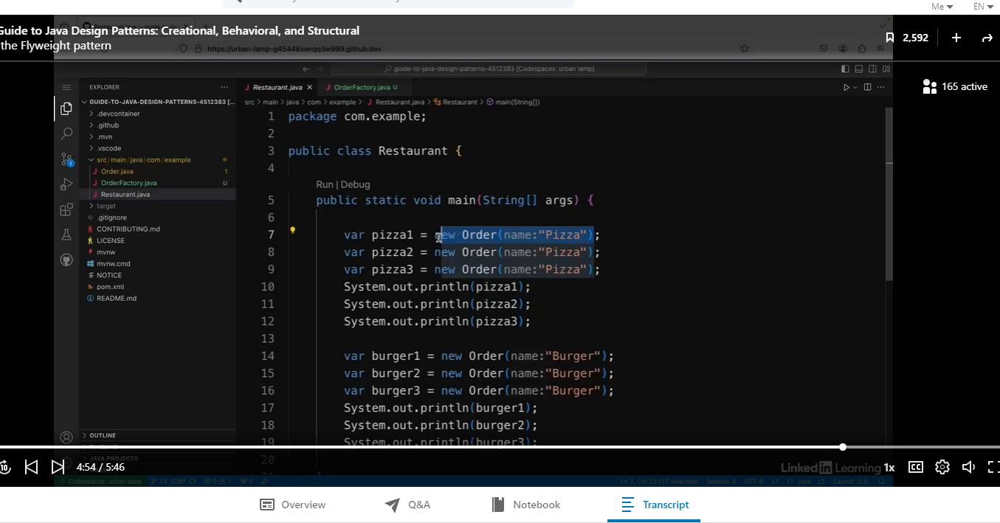 Me
EN
Guide to Java Design Patterns: Creational, Behavioral, and Structural
the Flyweight pattern
https://urban-lamp-g45446xwrqq3w999.github.dev
2,592
165 active
guide-to-java-design-patterns-4512383 [Codespaces: urban lamp]
EXPLORER
GUIDE-TO-JAVA-DESIGN-PATTERNS-4512383 [...
.devcontainer
.github
.mvn
.vscode
src/main/java/com/example
Order.java 1
OrderFactory.java U
Restaurant.java
target
.gitignore
CONTRIBUTING.md
LICENSE
mvnw
mvnw.cmd
NOTICE
pom.xml
README.md
OUTLINE
TIMELINE
JAVA PROJECTS
1
Restaurant.java
OrderFactory.java U
src > main > java > com > example > Restaurant.java > Restaurant > main(String[])
1 package com.example;
2
3 public class Restaurant {
4
Run | Debug
5 public static void main(String[] args) {
6
7 var pizza1 = new Order(name:"Pizza");
8 var pizza2 = new Order(name:"Pizza");
9 var pizza3 = new Order(name:"Pizza");
10 System.out.println(pizza1);
11 System.out.println(pizza2);
12 System.out.println(pizza3);
13
14 var burger1 = new Order(name:"Burger");
15 var burger2 = new Order(name:"Burger");
16 var burger3 = new Order(name:"Burger");
17 System.out.println(burger1);
18 System.out.println(burger2);
19 System.out.println(burger3);
20
21 }
10
4:54 / 5:46
LinkedIn Learning
1x
CC
Codespaces: urban lamp 14_02b* 0 1 0
Ln 7, Col 23 (17 selected) Spaces: 4 UTF-8 LF {} Java Layout: U.S.
Overview
Q&A
Notebook
Transcript